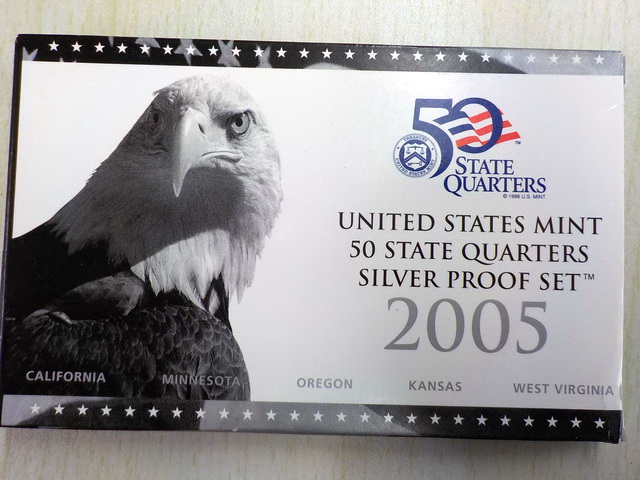 50
STATE
QUARTERS
© 1998 U.S. MINT
UNITED STATES MINT
50 STATE QUARTERS
SILVER PROOF SET™
2005
CALIFORNIA MINNESOTA OREGON KANSAS WEST VIRGINIA